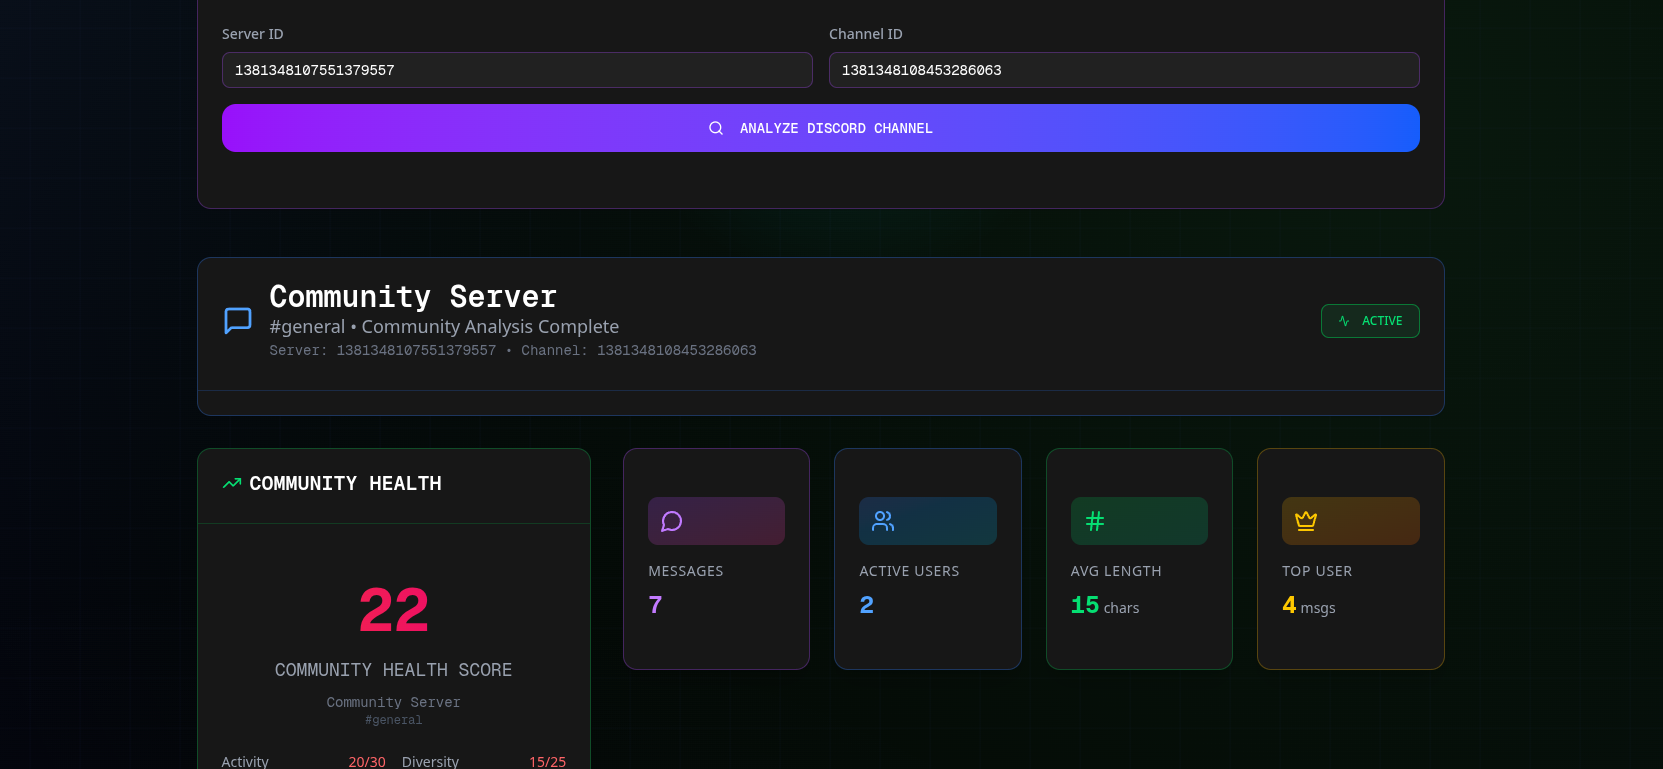 Server ID
Channel ID
1381348107551379557
1381348108453286063
ANALYZE DISCORD CHANNEL
Community Server
#general • Community Analysis Complete
Server: 1381348107551379557 • Channel: 1381348108453286063
ACTIVE
COMMUNITY HEALTH
22
COMMUNITY HEALTH SCORE
Community Server
#general
Activity 20/30 Diversity 15/25
MESSAGES
7
ACTIVE USERS
2
AVG LENGTH
15 chars
TOP USER
4 msgs